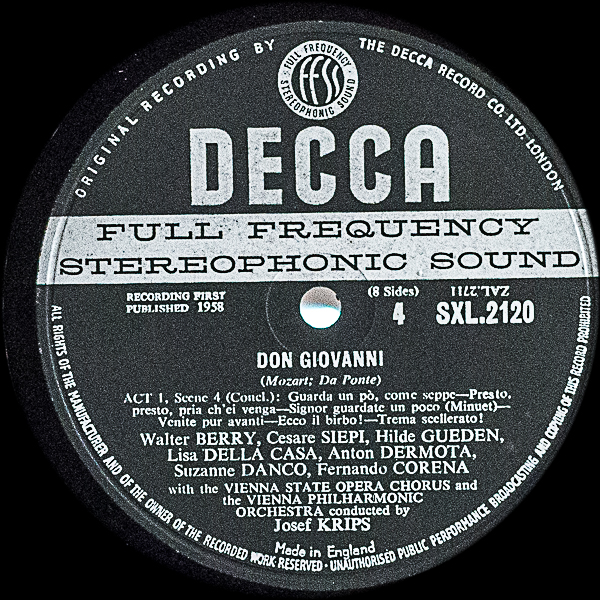 ORIGINAL RECORDING BY THE DECCA RECORD CO. LTD. LONDON
FULL FREQUENCY
ffss
STEREOPHONIC SOUND
DECCA
FULL FREQUENCY
STEREOPHONIC SOUND
RECORDING FIRST
PUBLISHED 1958
(8 Sides)
4
ZAL.2711
SXL.2120
DON GIOVANNI
(Mozart; Da Ponte)
ACT 1, Scene 4 (Concl.): Guarda un pò, come seppe—Presto,
presto, pria ch'ei venga—Signor guardate un poco (Minuet)—
Venite pur avanti—Ecco il birbo!—Trema scellerato!
Walter BERRY, Cesare SIEPI, Hilde GUEDEN,
Lisa DELLA CASA, Anton DERMOTA,
Suzanne DANCO, Fernando CORENA
with the VIENNA STATE OPERA CHORUS and
the VIENNA PHILHARMONIC
ORCHESTRA conducted by
Josef KRIPS
Made in England
ALL RIGHTS OF THE MANUFACTURER AND OF THE OWNER OF THE RECORDED WORK RESERVED · UNAUTHORISED PUBLIC PERFORMANCE BROADCASTING AND COPYING OF THIS RECORD PROHIBITED